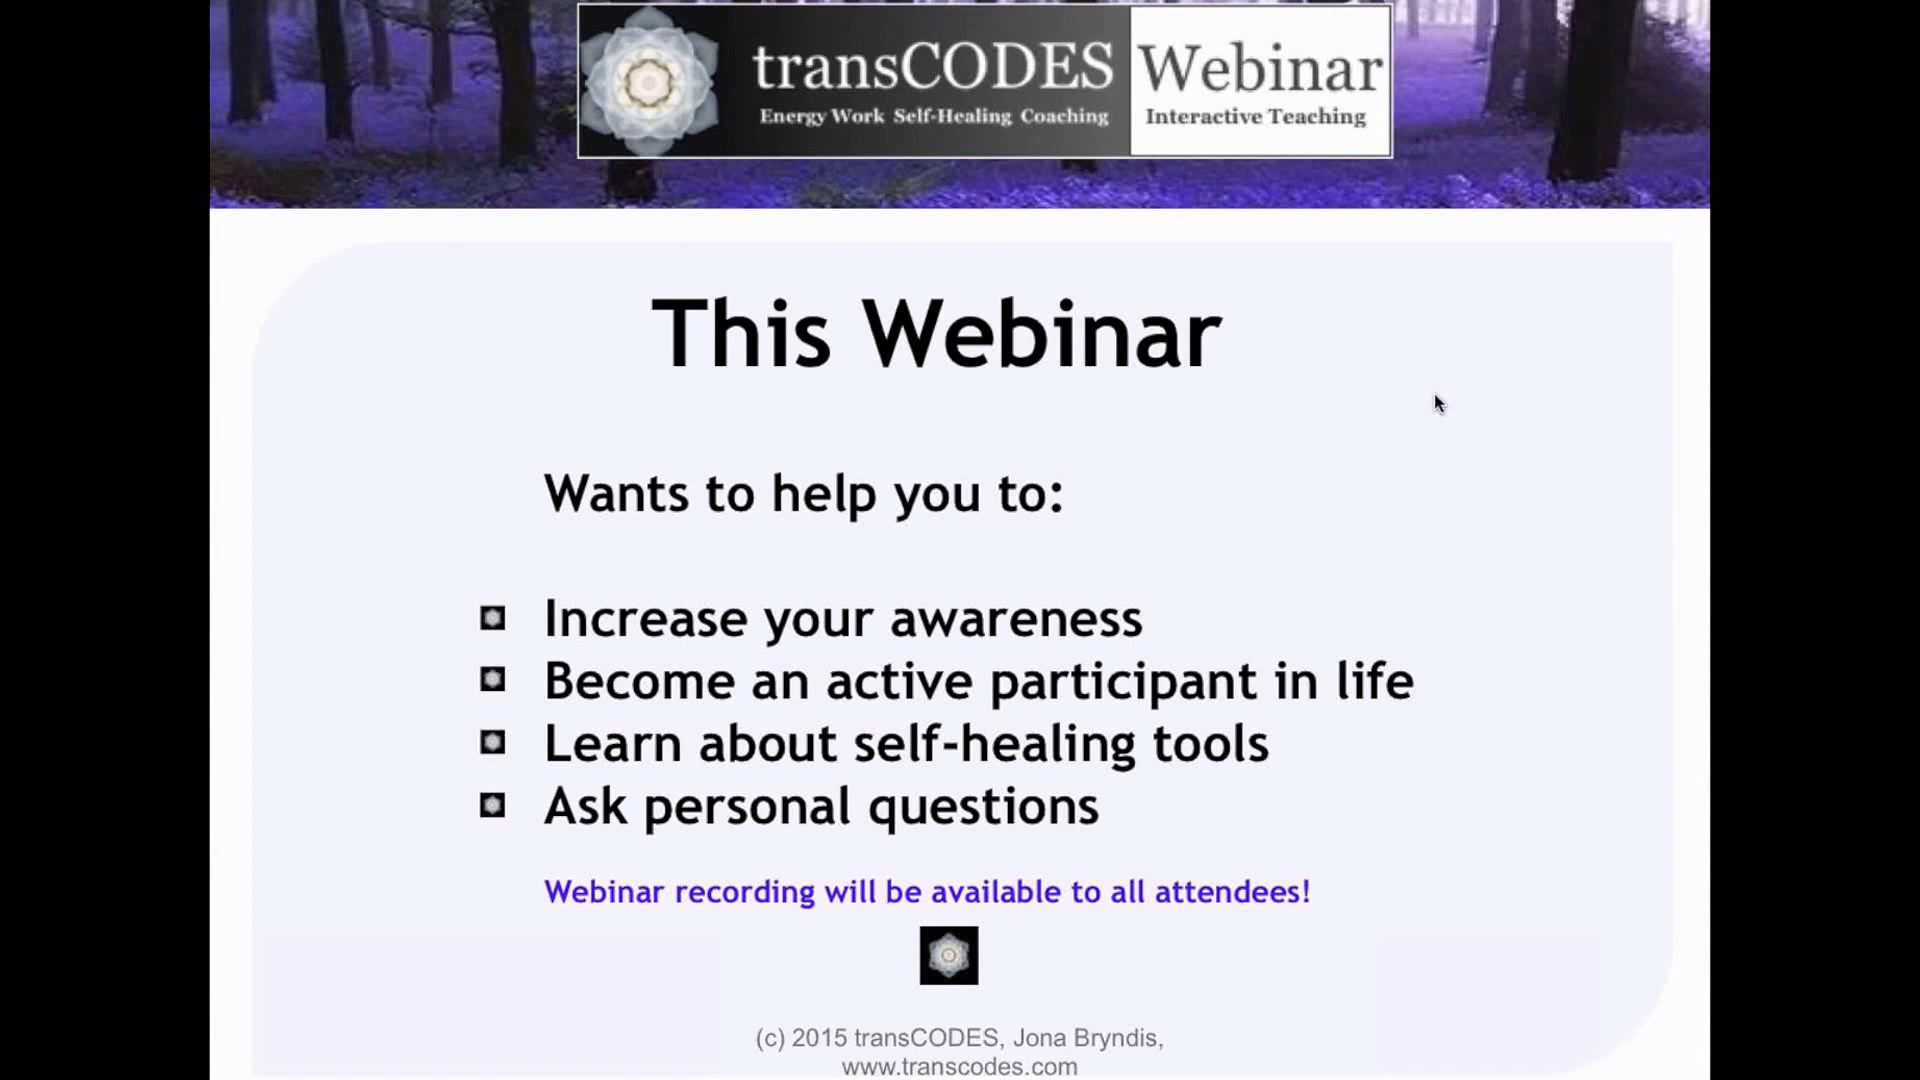 transCODES
Energy Work Self-Healing Coaching
Webinar
Interactive Teaching
This Webinar
Wants to help you to:
Increase your awareness
Become an active participant in life
Learn about self-healing tools
Ask personal questions
Webinar recording will be available to all attendees!
(c) 2015 transCODES, Jona Bryndis,
www.transcodes.com